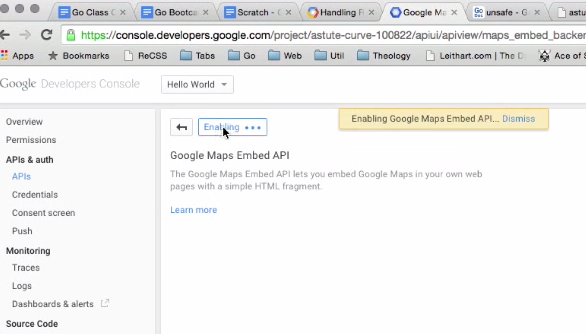 Go Class
Go Bootc
Scratch - G
Handling F
Google Ma
unsafe - G
astu
https://console.developers.google.com/project/astute-curve-100822/apiui/apiview/maps_embed_backen
Apps
Bookmarks
ReCSS
Tabs
Go
Web
Util
Theology
Leithart.com | Th
Ace of S
Google Developers Console
Hello World
Overview
Permissions
APIs & auth
APIs
Credentials
Consent screen
Push
Monitoring
Traces
Logs
Dashboards & alerts
Source Code
Enabling
Enabling Google Maps Embed API... Dismiss
Google Maps Embed API
The Google Maps Embed API lets you embed Google Maps in your own web
pages with a simple HTML fragment.
Learn more